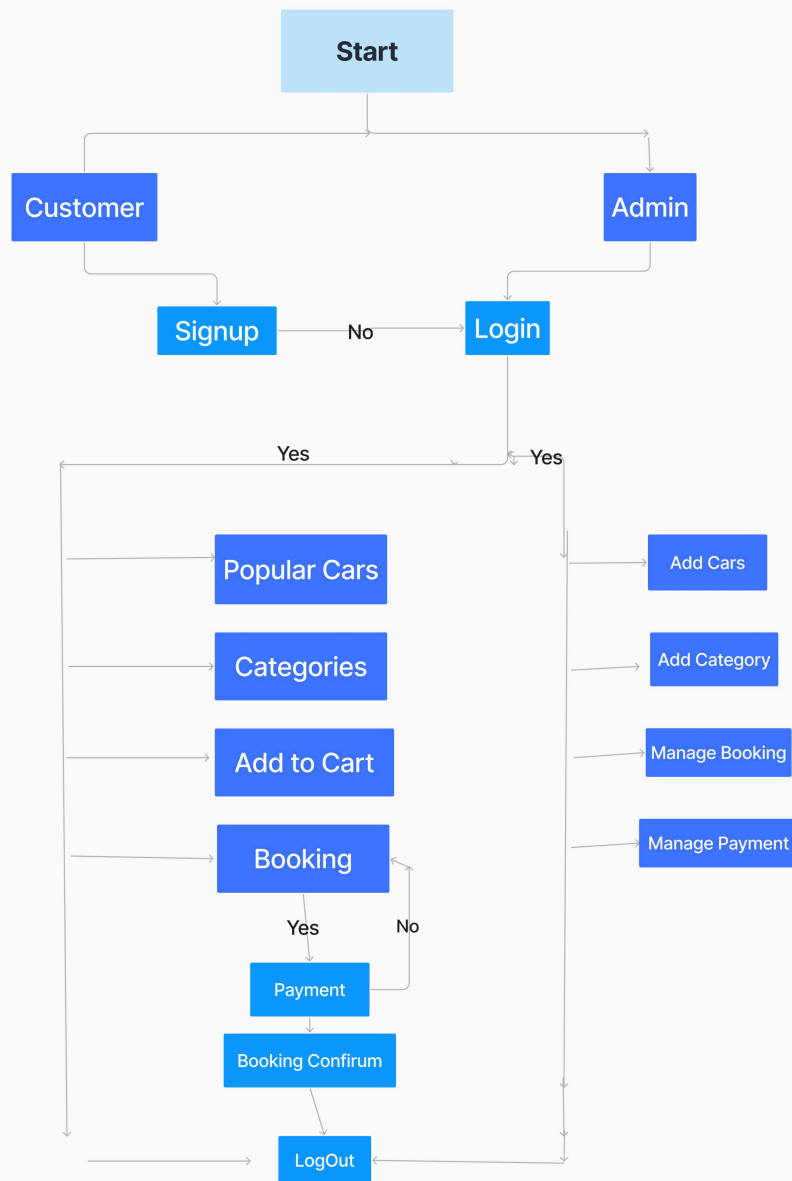 Start
Customer
Admin
Signup
No
Login
Yes
Yes
Popular Cars
Add Cars
Categories
Add Category
Add to Cart
Manage Booking
Booking
Manage Payment
Yes
No
Payment
Booking Confirum
LogOut